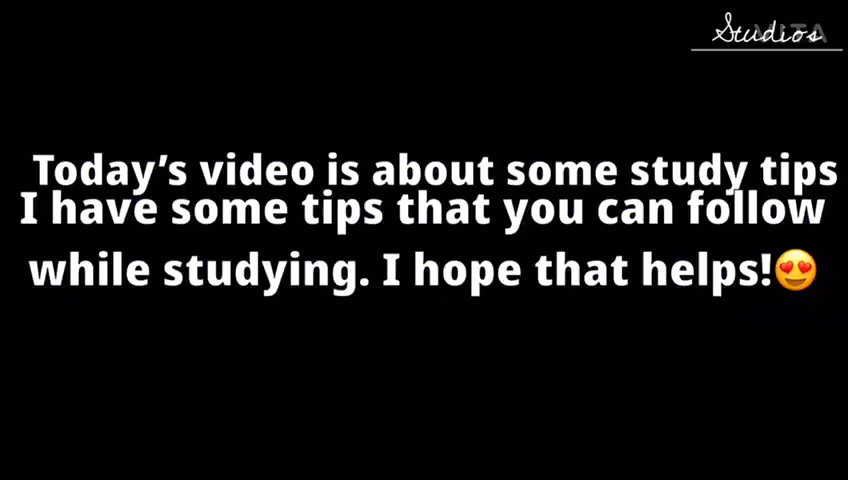 Studios
VITA
Today’s video is about some study tips
I have some tips that you can follow
while studying. I hope that helps!😍